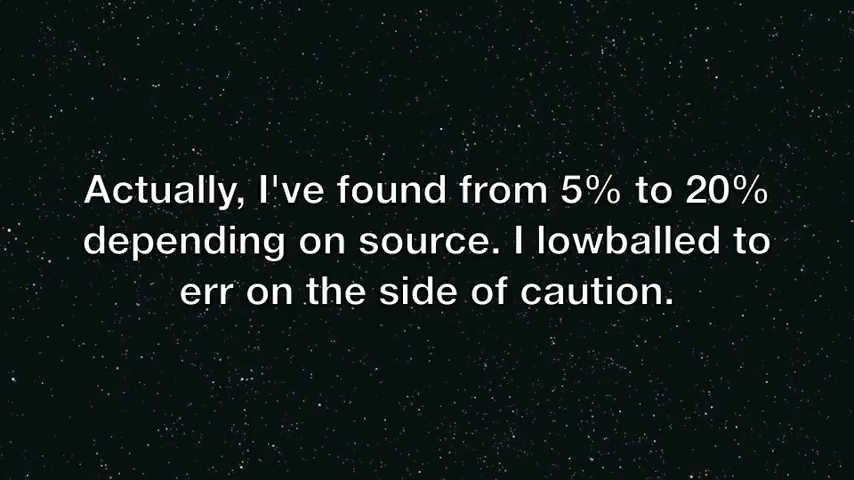 Actually, I've found from 5% to 20%
depending on source. I lowballed to
err on the side of caution.